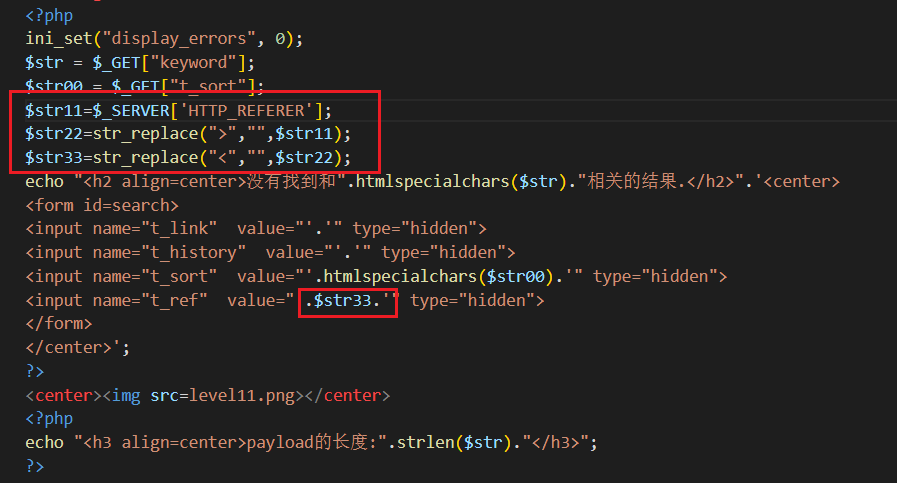 <?php
ini_set("display_errors", 0);
$str = $_GET["keyword"];
$str00 = $_GET["t_sort"];
$str11=$_SERVER['HTTP_REFERER'];
$str22=str_replace(">","",$str11);
$str33=str_replace("<","",$str22);
echo "<h2 align=center>没有找到和".htmlspecialchars($str)."相关的结果.</h2>".'<center>
<form id=search>
<input name="t_link"  value="'.'" type="hidden">
<input name="t_history"  value="'.'" type="hidden">
<input name="t_sort"  value="'.htmlspecialchars($str00).'" type="hidden">
<input name="t_ref"  value="'.$str33.'" type="hidden">
</form>
</center>';
?>
<center><img src=level11.png></center>
<?php
echo "<h3 align=center>payload的长度:".strlen($str)."</h3>";
?>